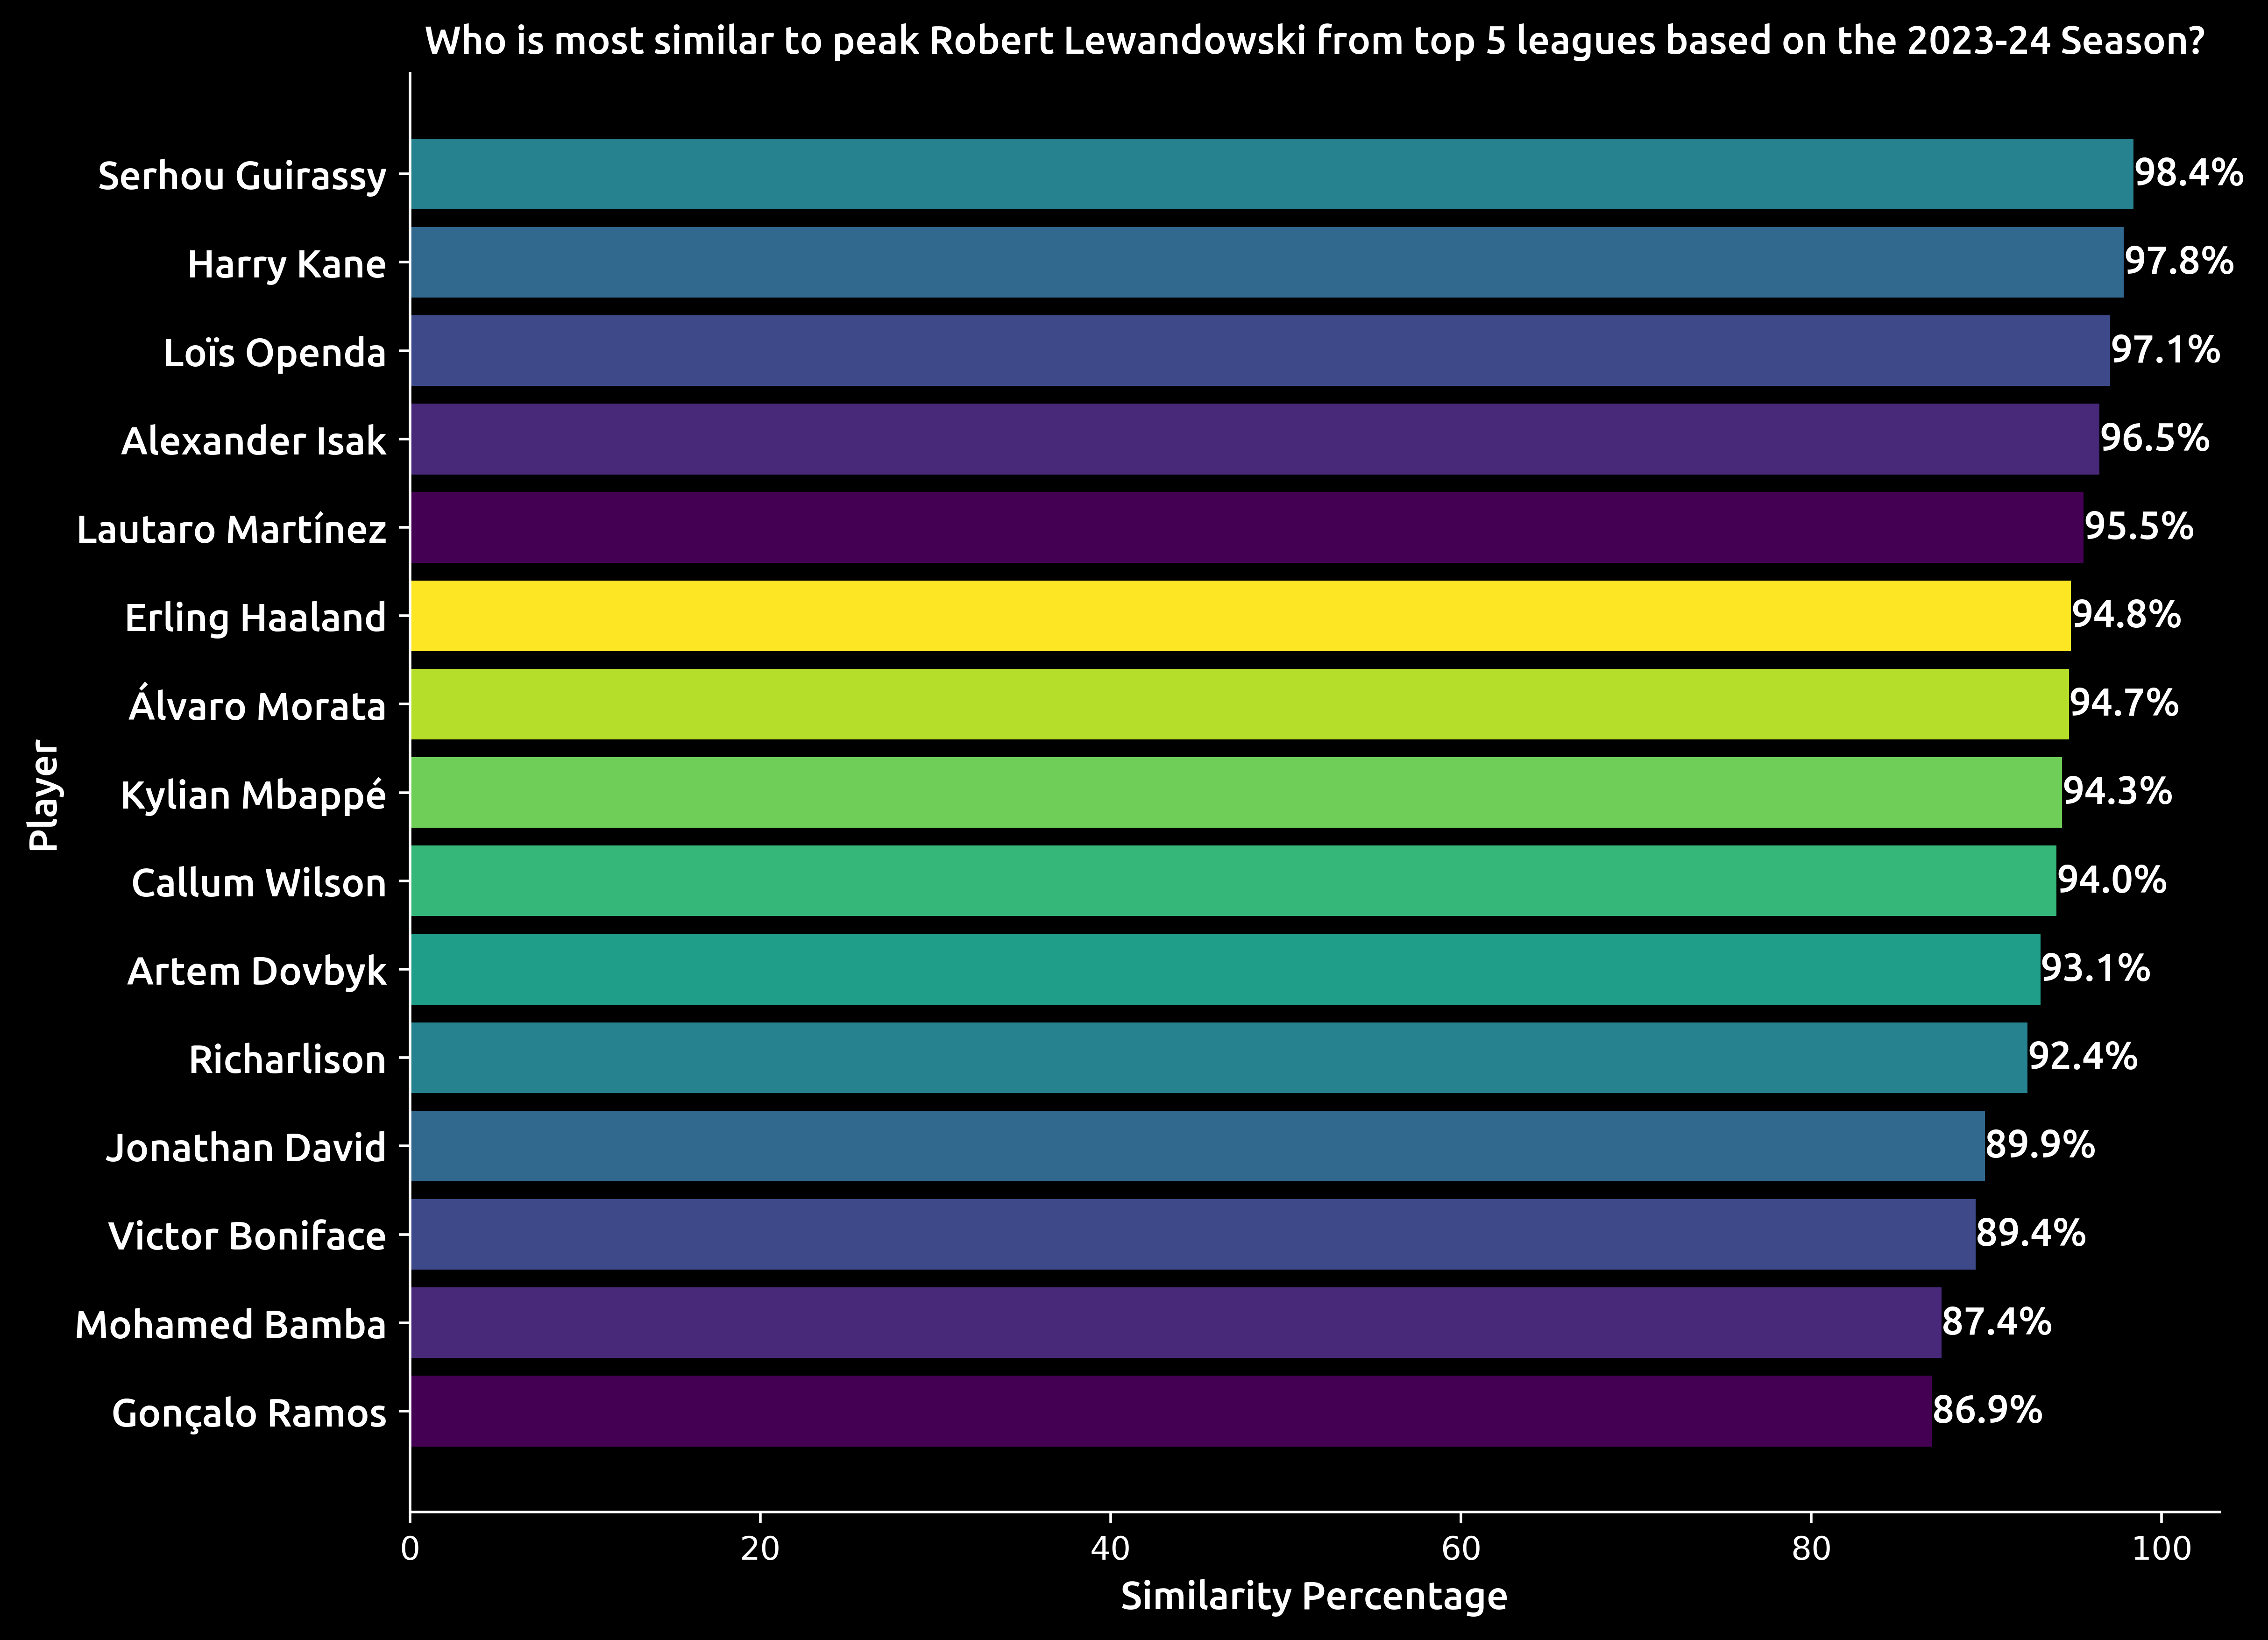 Who is most similar to peak Robert Lewandowski from top 5 leagues based on the 2023-24 Season?
Serhou Guirassy 98.4%
Harry Kane 97.8%
Loïs Openda 97.1%
Alexander Isak 96.5%
Lautaro Martínez 95.5%
Erling Haaland 94.8%
Álvaro Morata 94.7%
Kylian Mbappé 94.3%
Callum Wilson 94.0%
Artem Dovbyk 93.1%
Richarlison 92.4%
Jonathan David 89.9%
Victor Boniface 89.4%
Mohamed Bamba 87.4%
Gonçalo Ramos 86.9%
Player
0 20 40 60 80 100
Similarity Percentage